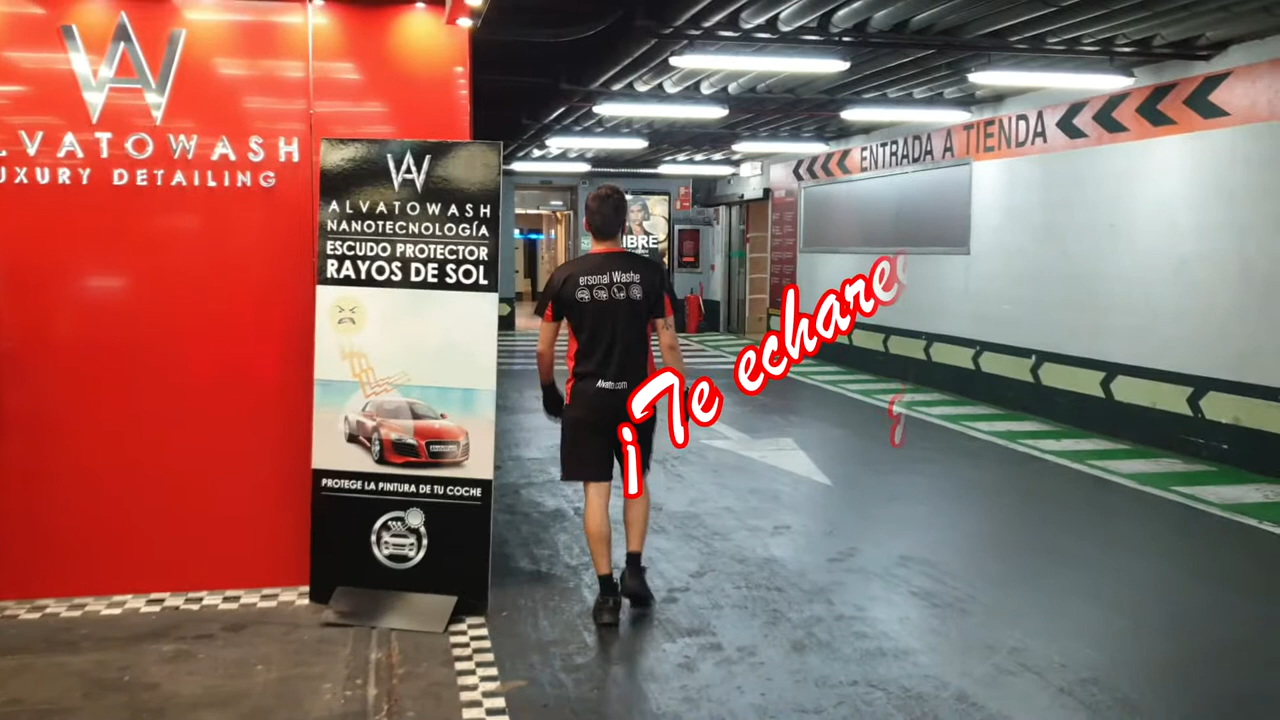 ALVATOWASH
LUXURY DETAILING
ALVATOWASH
NANOTECNOLOGÍA
ESCUDO PROTECTOR
RAYOS DE SOL
PROTEGE LA PINTURA DE TU COCHE
ENTRADA A TIENDA
ersonal Washe
¡Te echare